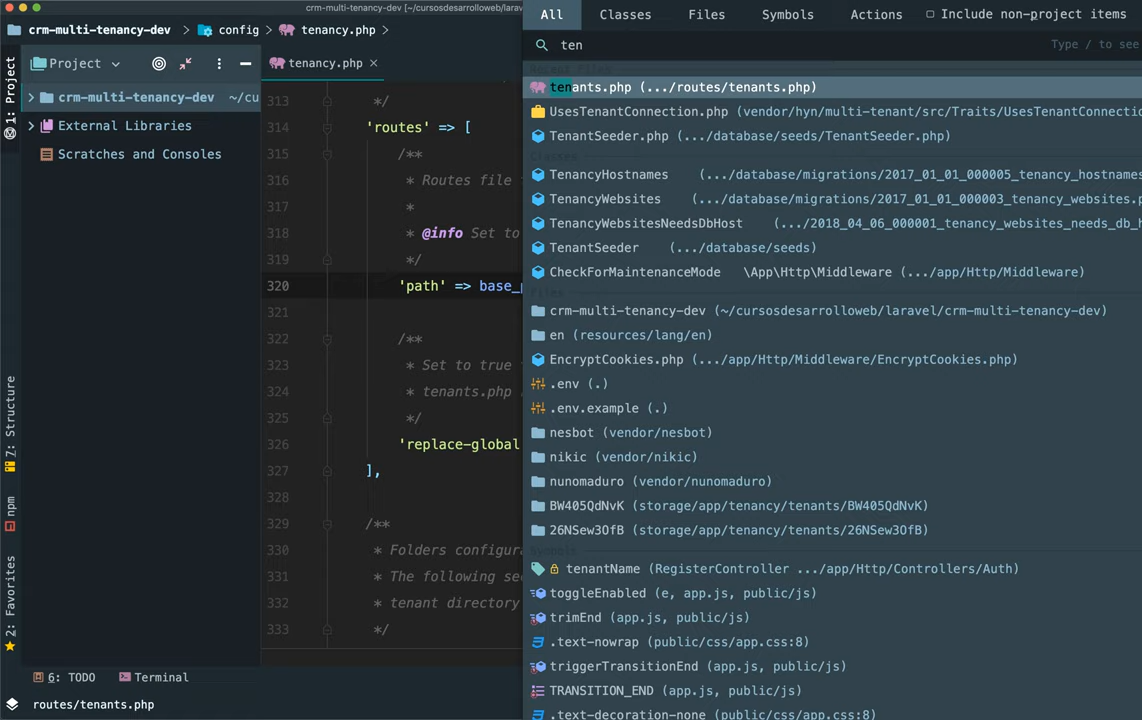 crm-multi-tenancy-dev [~/cursosdesarrolloweb/larav
crm-multi-tenancy-dev > config > tenancy.php >
1: Project
Project
tenancy.php ×
crm-multi-tenancy-dev ~/cu
External Libraries
Scratches and Consoles
7: Structure
npm
2: Favorites
313 */
314 'routes' => [
315 /**
316 * Routes file
317 *
318 * @info Set to
319 */
320 'path' => base_
321
322 /**
323 * Set to true
324 * tenants.php
325 */
326 'replace-global
327 ],
328
329 /**
330 * Folders configura
331 * The following se
332 * tenant directory
333 */
All Classes Files Symbols Actions Include non-project items
ten Type / to see
Recent Files
tenants.php (.../routes/tenants.php)
UsesTenantConnection.php (vendor/hyn/multi-tenant/src/Traits/UsesTenantConnectio
TenantSeeder.php (.../database/seeds/TenantSeeder.php)
Classes
TenancyHostnames (.../database/migrations/2017_01_01_000005_tenancy_hostnames
TenancyWebsites (.../database/migrations/2017_01_01_000003_tenancy_websites.p
TenancyWebsitesNeedsDbHost (.../2018_04_06_000001_tenancy_websites_needs_db_h
TenantSeeder (.../database/seeds)
CheckForMaintenanceMode \App\Http\Middleware (.../app/Http/Middleware)
Files
crm-multi-tenancy-dev (~/cursosdesarrolloweb/laravel/crm-multi-tenancy-dev)
en (resources/lang/en)
EncryptCookies.php (.../app/Http/Middleware/EncryptCookies.php)
.env (.)
.env.example (.)
nesbot (vendor/nesbot)
nikic (vendor/nikic)
nunomaduro (vendor/nunomaduro)
BW405QdNvK (storage/app/tenancy/tenants/BW405QdNvK)
26NSew3OfB (storage/app/tenancy/tenants/26NSew3OfB)
Symbols
tenantName (RegisterController .../app/Http/Controllers/Auth)
toggleEnabled (e, app.js, public/js)
trimEnd (app.js, public/js)
.text-nowrap (public/css/app.css:8)
triggerTransitionEnd (app.js, public/js)
TRANSITION_END (app.js, public/js)
.text-decoration-none (public/css/app.css:8)
6: TODO Terminal
routes/tenants.php